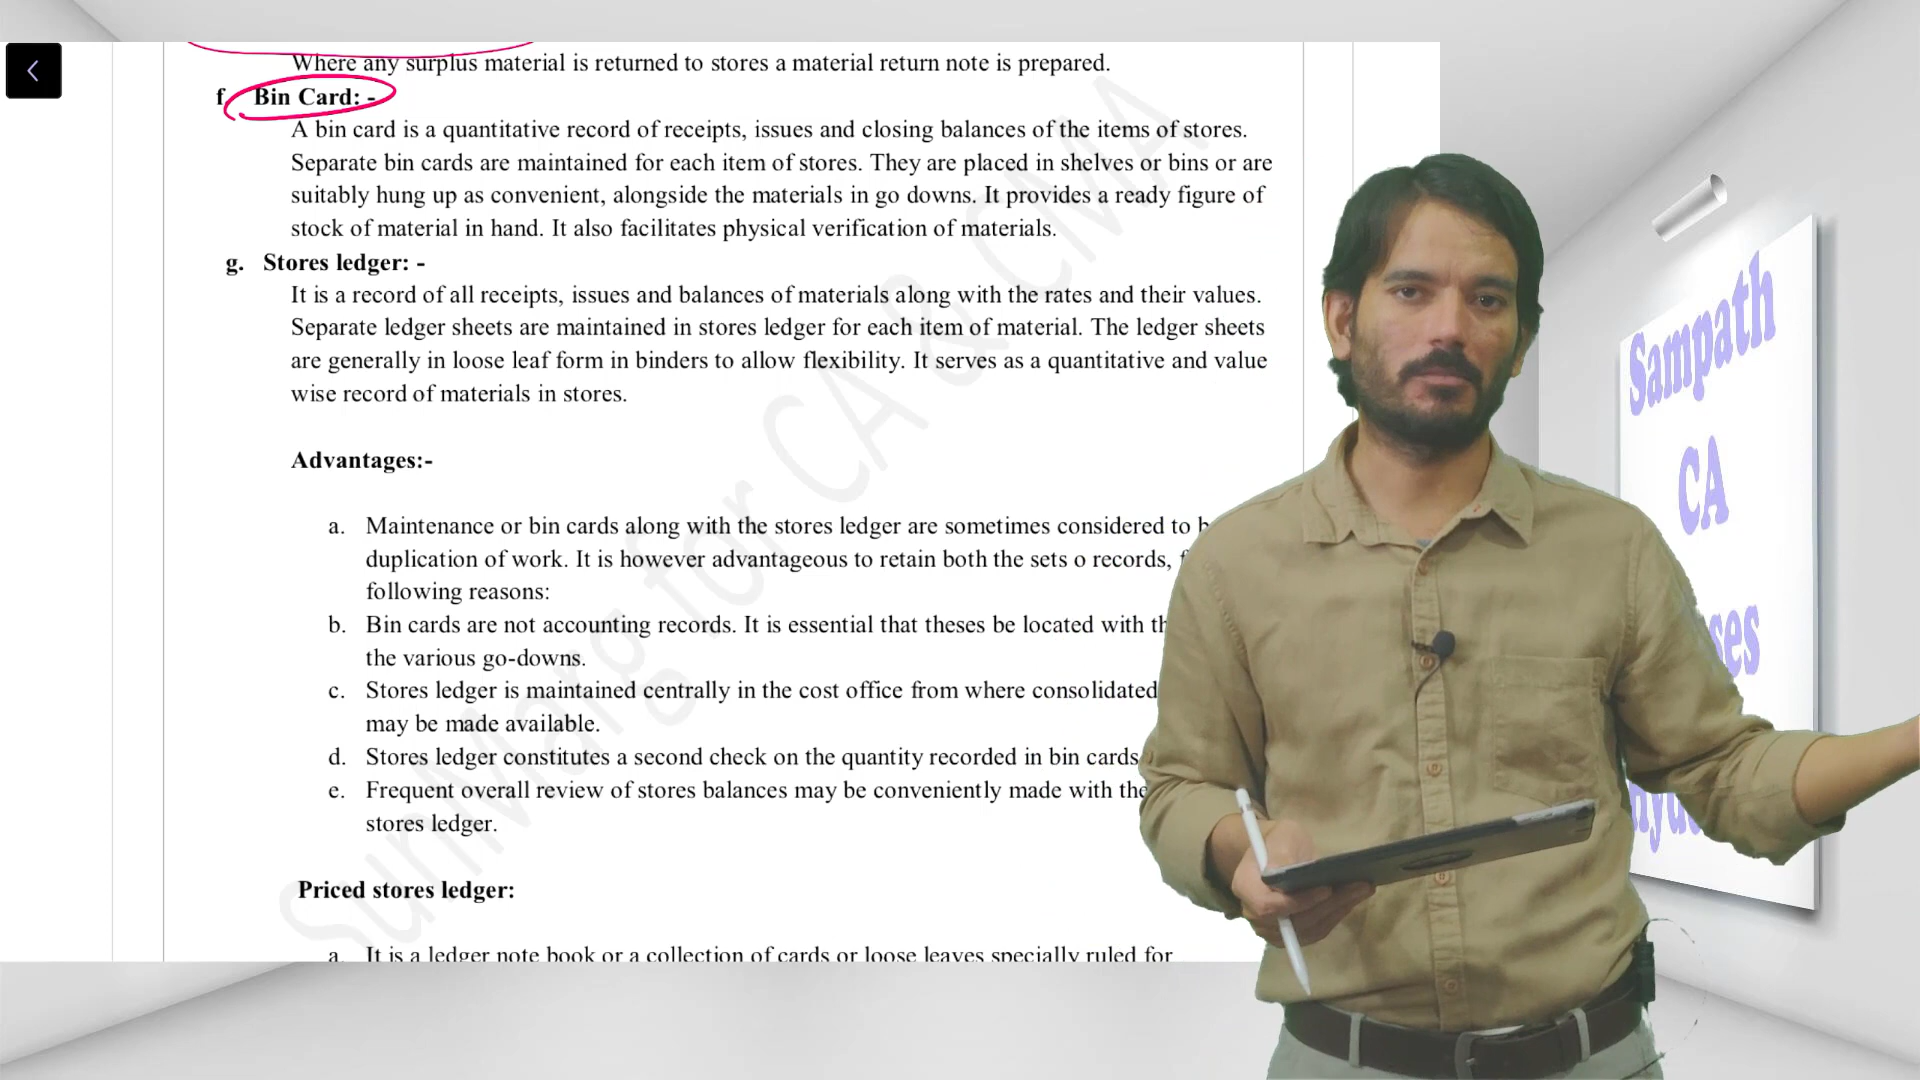 Where any surplus material is returned to stores a material return note is prepared.
f Bin Card: -
A bin card is a quantitative record of receipts, issues and closing balances of the items of stores.
Separate bin cards are maintained for each item of stores. They are placed in shelves or bins or are
suitably hung up as convenient, alongside the materials in go downs. It provides a ready figure of
stock of material in hand. It also facilitates physical verification of materials.
g. Stores ledger: -
It is a record of all receipts, issues and balances of materials along with the rates and their values.
Separate ledger sheets are maintained in stores ledger for each item of material. The ledger sheets
are generally in loose leaf form in binders to allow flexibility. It serves as a quantitative and value
wise record of materials in stores.
Advantages:-
a. Maintenance or bin cards along with the stores ledger are sometimes considered to
duplication of work. It is however advantageous to retain both the sets o records,
following reasons:
b. Bin cards are not accounting records. It is essential that theses be located with
the various go-downs.
c. Stores ledger is maintained centrally in the cost office from where consolidated
may be made available.
d. Stores ledger constitutes a second check on the quantity recorded in bin cards
e. Frequent overall review of stores balances may be conveniently made with the
stores ledger.
Priced stores ledger:
a. It is a ledger note book or a collection of cards or loose leaves specially ruled for
SunMarg for CA & CMA
Sampath
CA